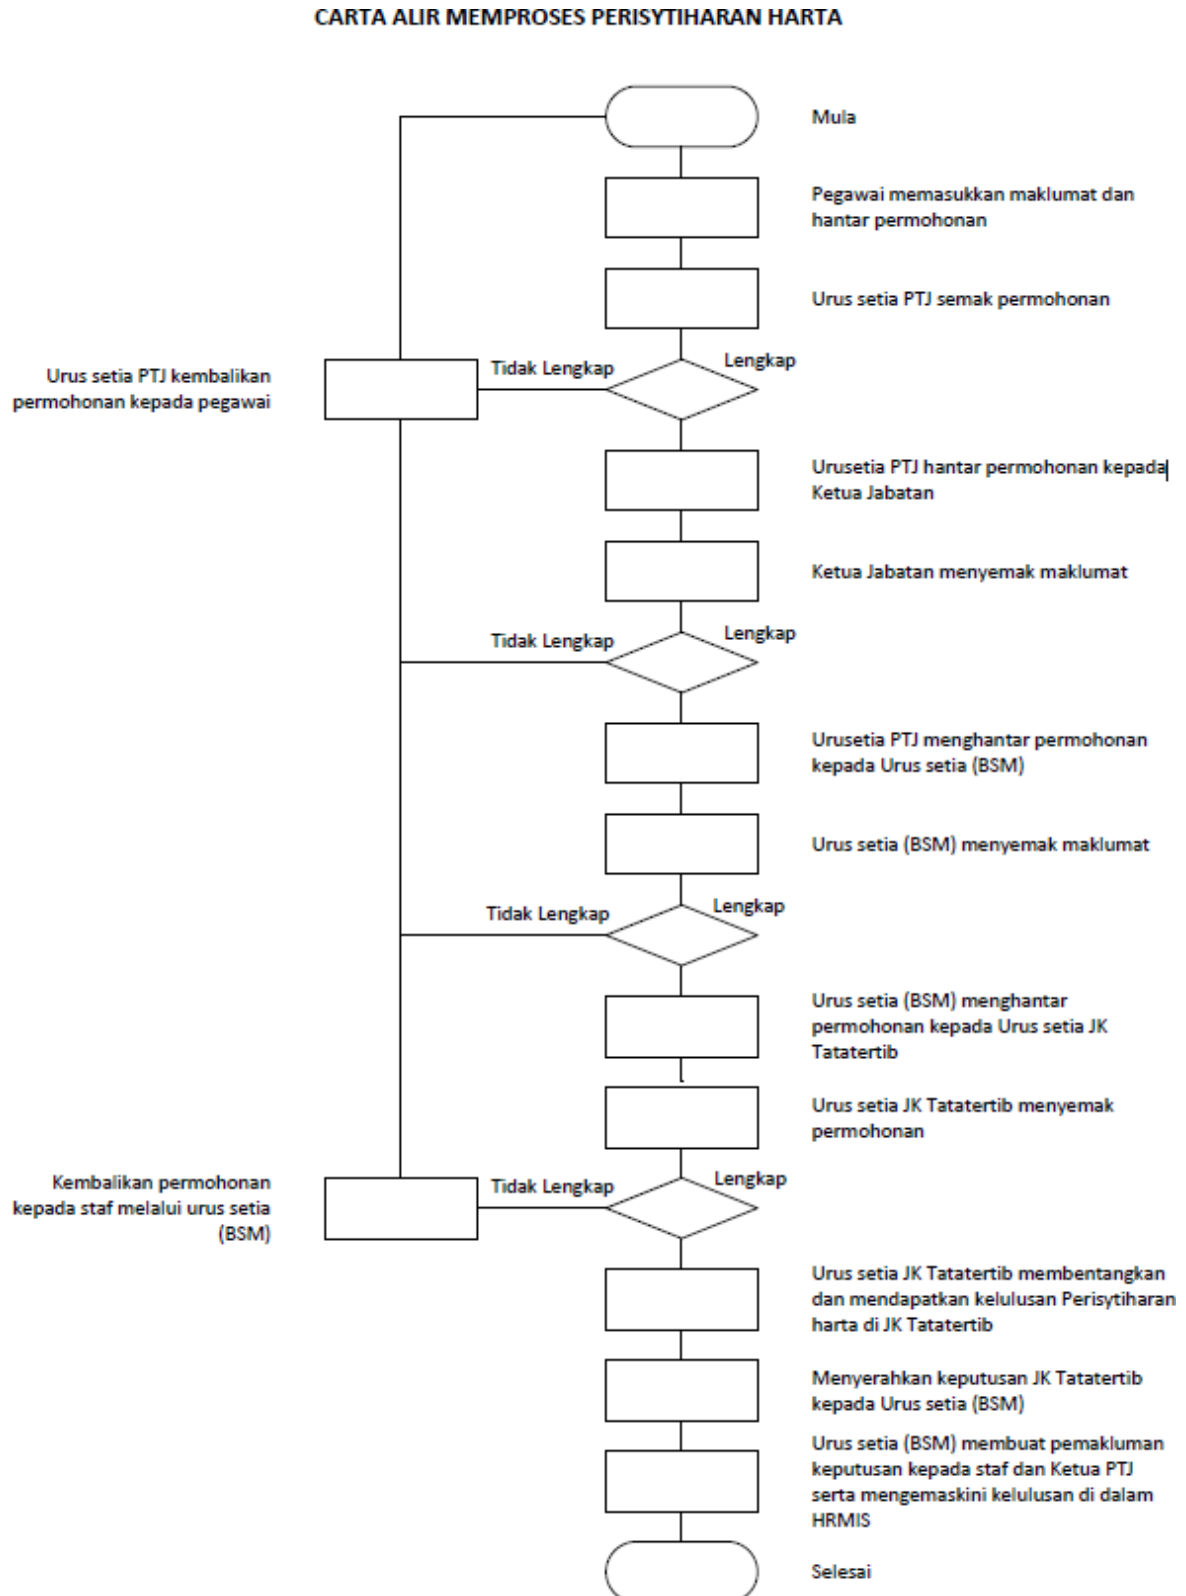 CARTA ALIR MEMPROSES PERISYTIHARAN HARTA
Mula
Pegawai memasukkan maklumat dan
hantar permohonan
Urus setia PTJ semak permohonan
Tidak Lengkap
Lengkap
Urus setia PTJ kembalikan
permohonan kepada pegawai
Urusetia PTJ hantar permohonan kepada
Ketua Jabatan
Ketua Jabatan menyemak maklumat
Tidak Lengkap
Lengkap
Urusetia PTJ menghantar permohonan
kepada Urus setia (BSM)
Urus setia (BSM) menyemak maklumat
Tidak Lengkap
Lengkap
Urus setia (BSM) menghantar
permohonan kepada Urus setia JK
Tatatertib
Urus setia JK Tatatertib menyemak
permohonan
Tidak Lengkap
Lengkap
Kembalikan permohonan
kepada staf melalui urus setia
(BSM)
Urus setia JK Tatatertib membentangkan
dan mendapatkan kelulusan Perisytiharan
harta di JK Tatatertib
Menyerahkan keputusan JK Tatatertib
kepada Urus setia (BSM)
Urus setia (BSM) membuat pemakluman
keputusan kepada staf dan Ketua PTJ
serta mengemaskini kelulusan di dalam
HRMIS
Selesai